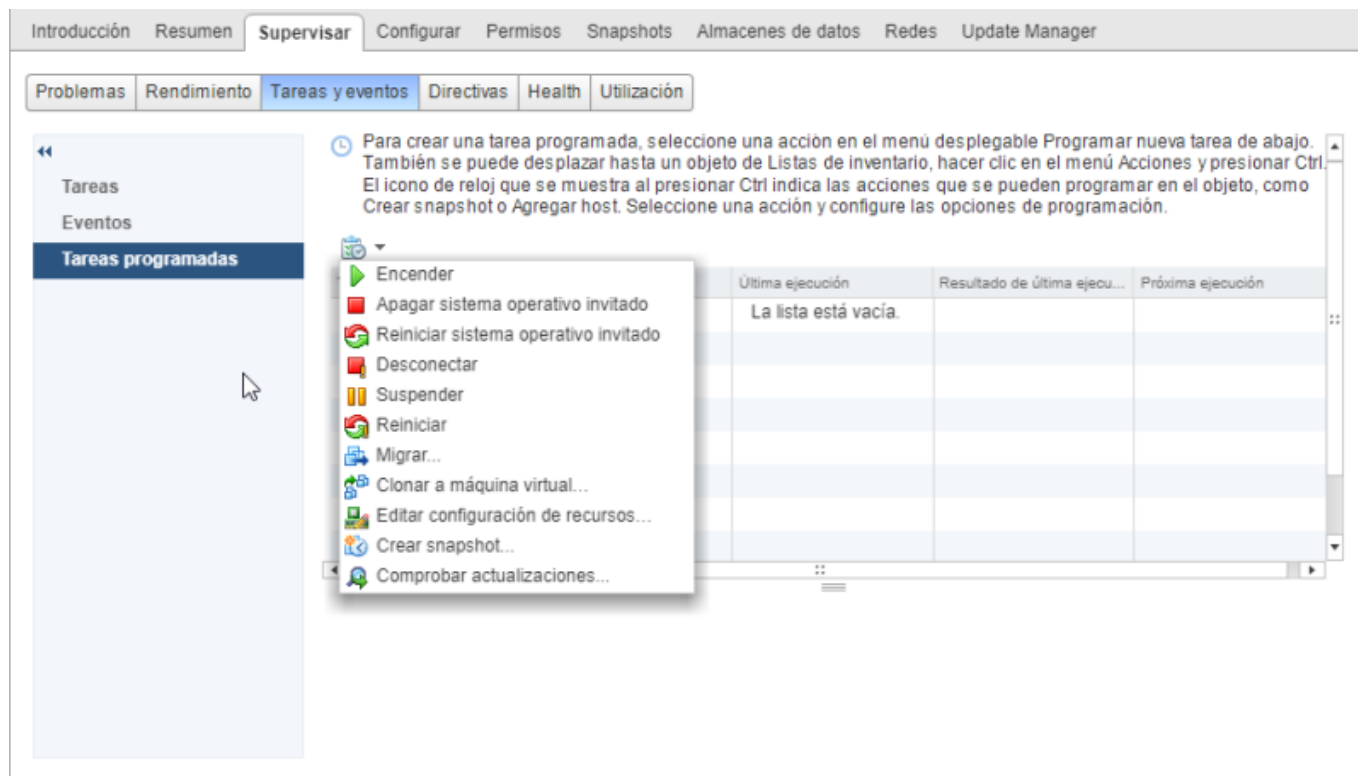 Introducción Resumen Supervisar Configurar Permisos Snapshots Almacenes de datos Redes Update Manager
Problemas Rendimiento Tareas y eventos Directivas Health Utilización
Tareas
Eventos
Tareas programadas
Para crear una tarea programada, seleccione una acción en el menú desplegable Programar nueva tarea de abajo.
También se puede desplazar hasta un objeto de Listas de inventario, hacer clic en el menú Acciones y presionar Ctrl.
El icono de reloj que se muestra al presionar Ctrl indica las acciones que se pueden programar en el objeto, como
Crear snapshot o Agregar host. Seleccione una acción y configure las opciones de programación.
Encender
Apagar sistema operativo invitado
Reiniciar sistema operativo invitado
Desconectar
Suspender
Reiniciar
Migrar...
Clonar a máquina virtual...
Editar configuración de recursos...
Crear snapshot...
Comprobar actualizaciones...
Última ejecución Resultado de última ejecu... Próxima ejecución
La lista está vacía.